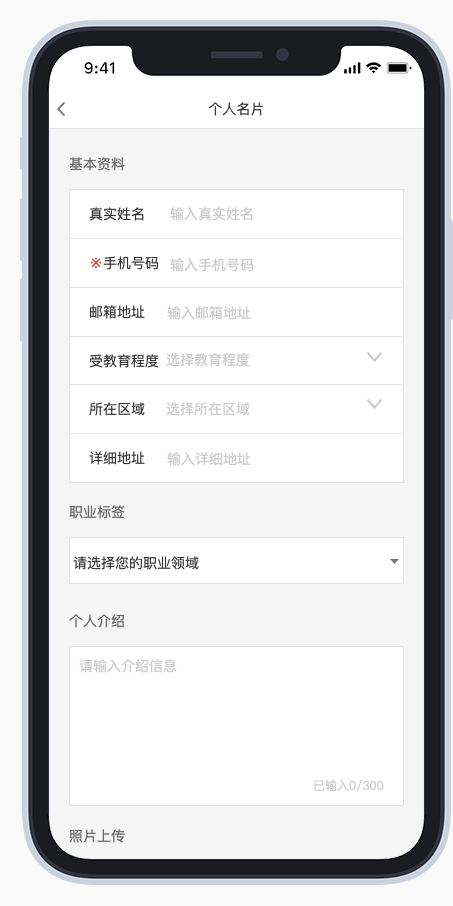 9:41
个人名片
基本资料
真实姓名 输入真实姓名
※手机号码 输入手机号码
邮箱地址 输入邮箱地址
受教育程度 选择教育程度
所在区域 选择所在区域
详细地址 输入详细地址
职业标签
请选择您的职业领域
个人介绍
请输入介绍信息
已输入0/300
照片上传